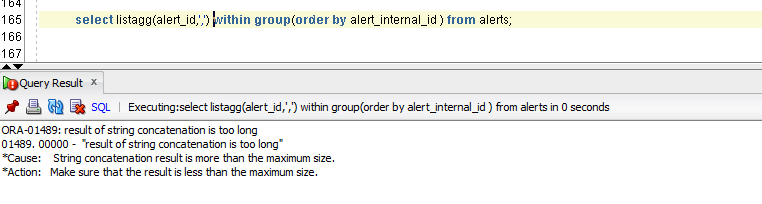 164
165 select listagg(alert_id,',') within group(order by alert_internal_id ) from alerts;
166
167
Query Result x
SQL | Executing:select listagg(alert_id,',') within group(order by alert_internal_id ) from alerts in 0 seconds
ORA-01489: result of string concatenation is too long
01489. 00000 - "result of string concatenation is too long"
*Cause: String concatenation result is more than the maximum size.
*Action: Make sure that the result is less than the maximum size.